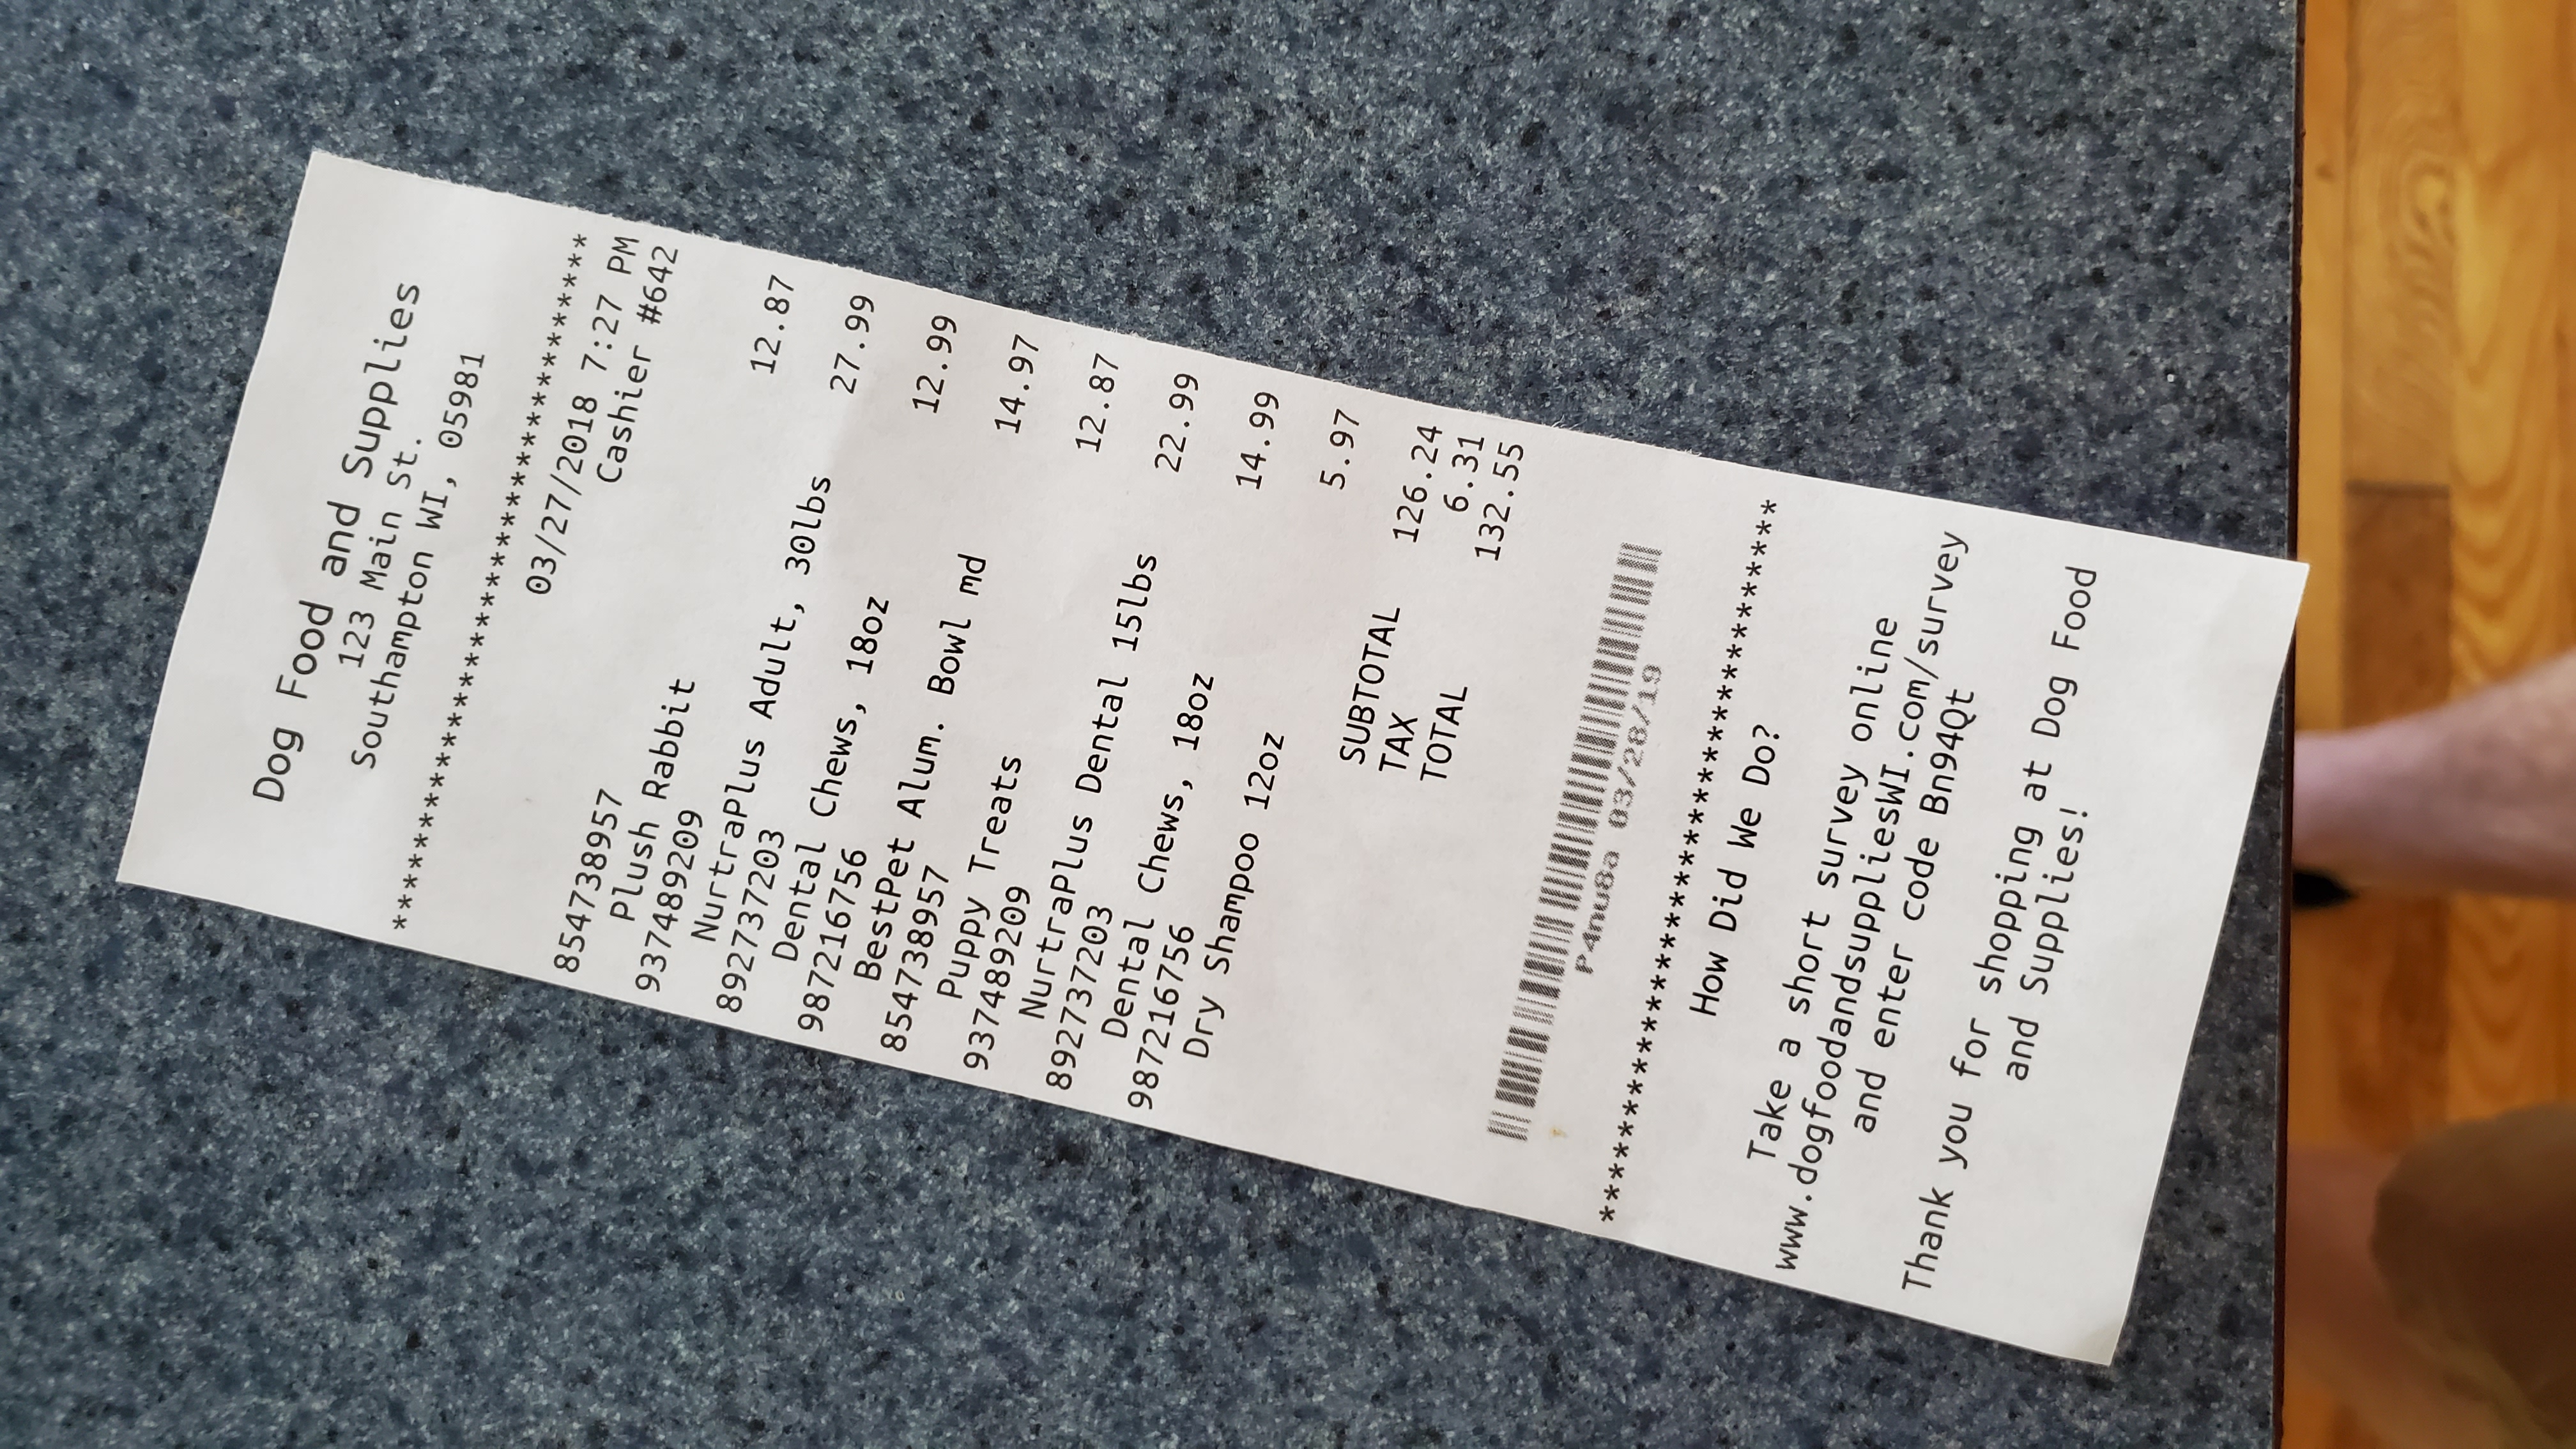 Dog Food and Supplies
123 Main St.
Southampton WI, 05981
***********************************
03/27/2018 7:27 PM
Cashier #642
854738957
Plush Rabbit 12.87
937489209
NurtraPlus Adult, 30lbs 27.99
892737203
Dental Chews, 18oz 12.99
987216756
BestPet Alum. Bowl md 14.97
854738957
Puppy Treats 12.87
937489209
NurtraPlus Dental 15lbs 22.99
892737203
Dental Chews, 18oz 14.99
987216756
Dry Shampoo 12oz 5.97
SUBTOTAL 126.24
TAX 6.31
TOTAL 132.55
P4nu8a 03/28/19
***********************************
How Did We Do?
Take a short survey online
www.dogfoodandsuppliesWI.com/survey
and enter code Bn94Qt
Thank you for shopping at Dog Food
and Supplies!